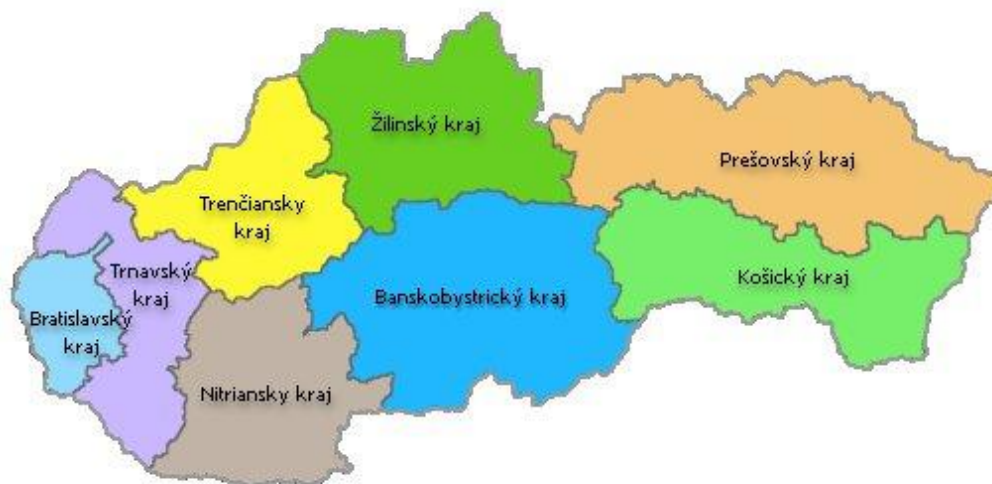 Žilinský kraj
Prešovský kraj
Trenčiansky
kraj
Trnavský
kraj
Košický kraj
Banskobystrický kraj
Bratislavský
kraj
Nitriansky kraj